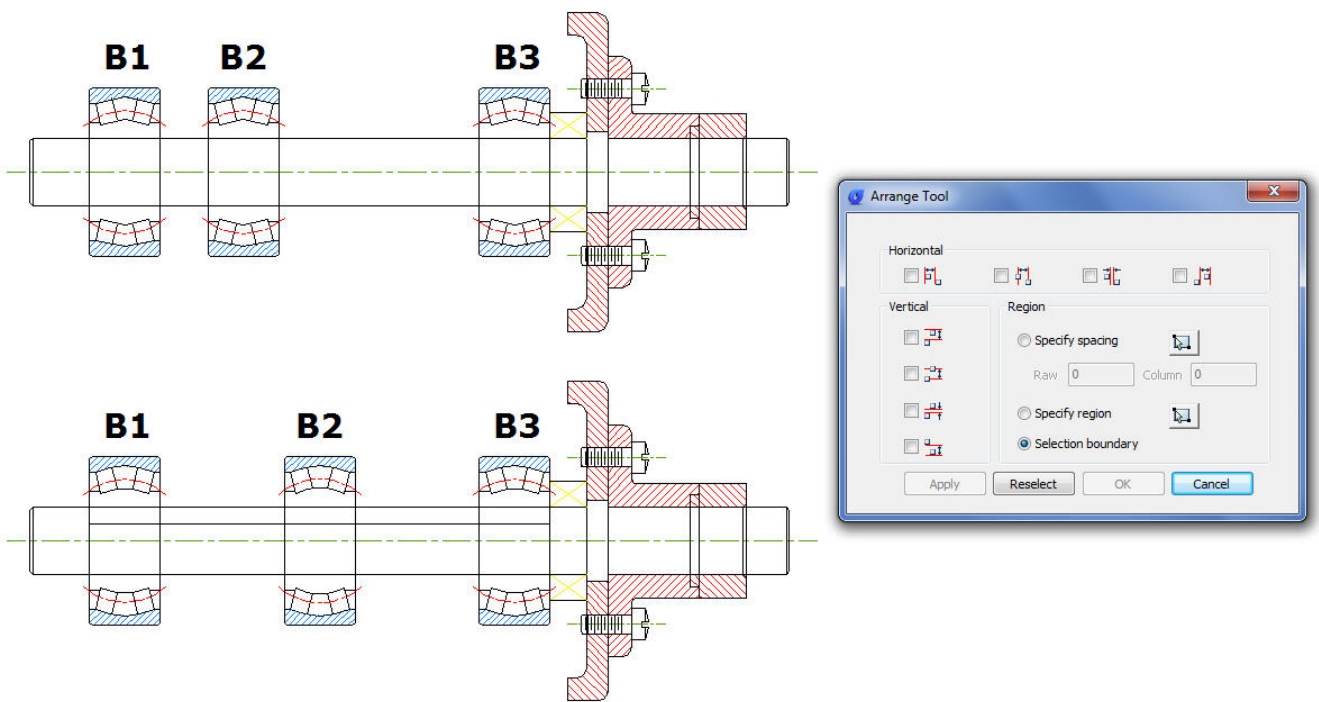 B1 B2 B3
Arrange Tool
Horizontal
Vertical
Region
Specify spacing
Raw 0 Column 0
Specify region
Selection boundary
Apply Reselect OK Cancel
B1 B2 B3